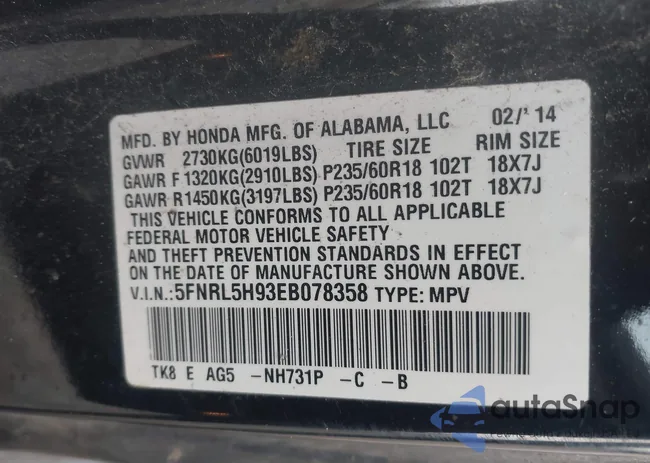 MFD. BY HONDA MFG. OF ALABAMA, LLC 02/'14
GVWR 2730KG(6019LBS) TIRE SIZE RIM SIZE
GAWR F 1320KG(2910LBS) P235/60R18 102T 18X7J
GAWR R1450KG(3197LBS) P235/60R18 102T 18X7J
THIS VEHICLE CONFORMS TO ALL APPLICABLE
FEDERAL MOTOR VEHICLE SAFETY
AND THEFT PREVENTION STANDARDS IN EFFECT
ON THE DATE OF MANUFACTURE SHOWN ABOVE.
V.I.N.:5FNRL5H93EB078358 TYPE: MPV
TK8 E AG5 -NH731P -C -B
autoSnap